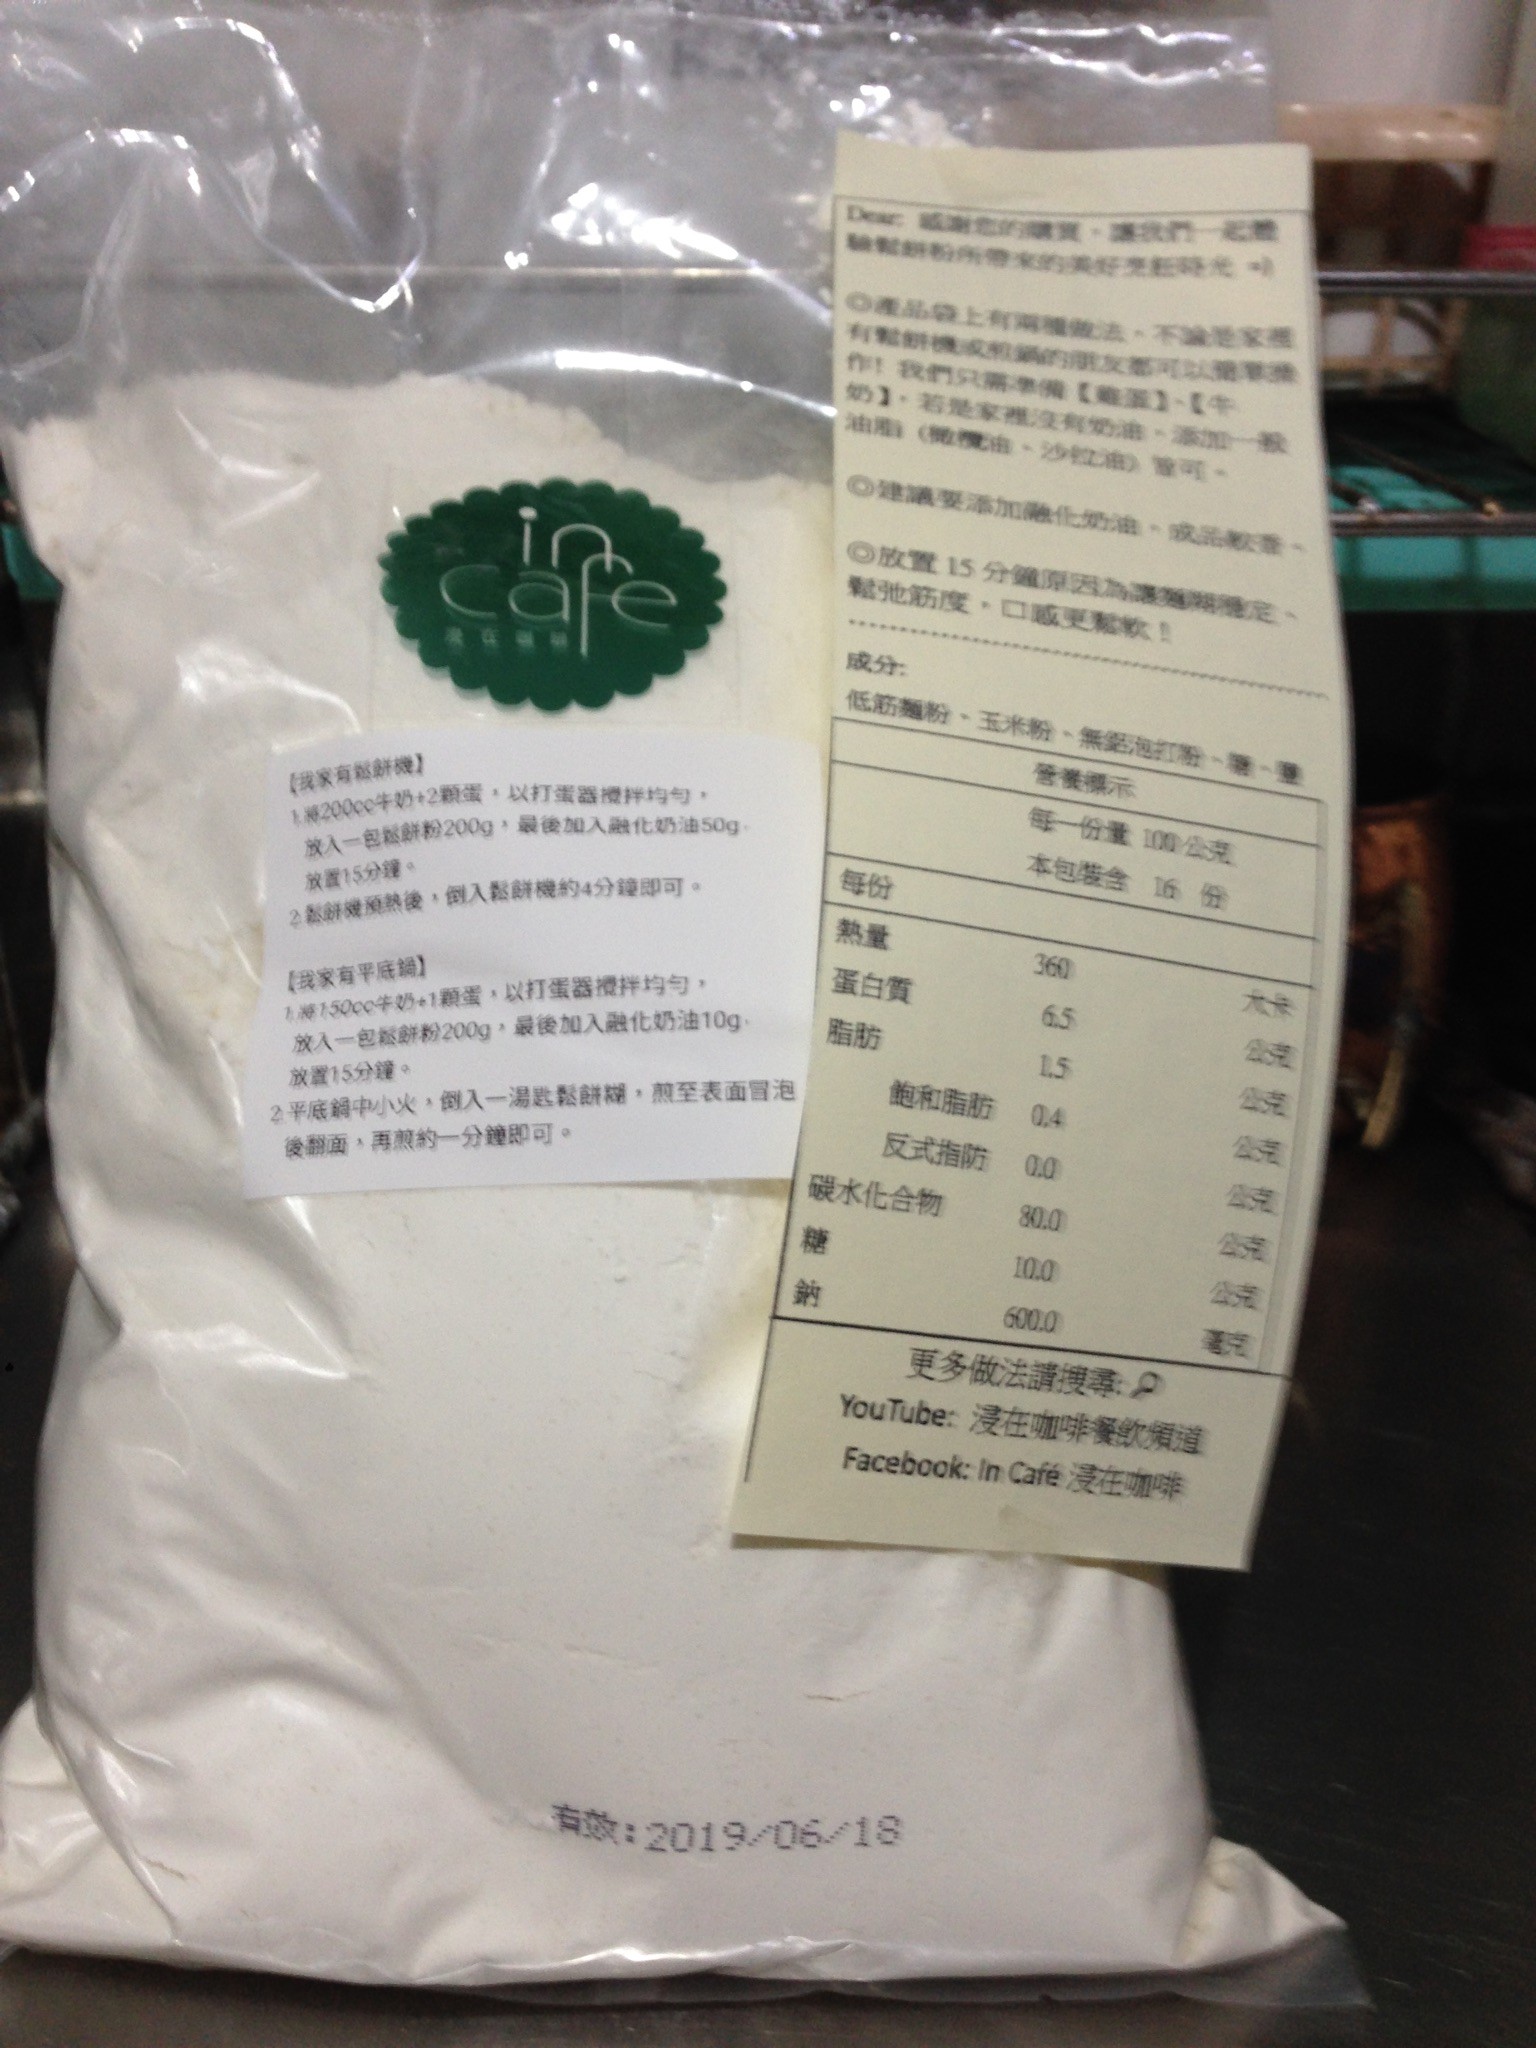 in
cafe
浸在咖啡
【我家有鬆餅機】
1.將200cc牛奶+2顆蛋，以打蛋器攪拌均勻，
放入一包鬆餅粉200g，最後加入融化奶油50g.
放置15分鐘。
2.鬆餅機預熱後，倒入鬆餅機約4分鐘即可。
【我家有平底鍋】
1.將150cc牛奶+1顆蛋，以打蛋器攪拌均勻，
放入一包鬆餅粉200g，最後加入融化奶油10g.
放置15分鐘。
2.平底鍋中小火，倒入一湯匙鬆餅糊，煎至表面冒泡
後翻面，再煎約一分鐘即可。
Dear: 感謝您的購買，讓我們一起體
驗鬆餅粉所帶來的美好烹飪時光 =)
◎產品袋上有兩種做法、不論是家裡
有鬆餅機或煎鍋的朋友都可以簡單操
作！我們只需準備【雞蛋】、【牛
奶】，若是家裡沒有奶油、添加一般
油脂（橄欖油、沙拉油）皆可。
◎建議要添加融化奶油、成品較香。
◎放置 15 分鐘原因為讓麵糊穩定、
鬆弛筋度，口感更鬆軟！
成分:
低筋麵粉、玉米粉、無鋁泡打粉、糖、鹽
營養標示
每一份量 100 公克
本包裝含 16 份
每份
熱量 360 大卡
蛋白質 6.5 公克
脂肪 1.5 公克
飽和脂肪 0.4 公克
反式指防 0.0 公克
碳水化合物 80.0 公克
糖 10.0 公克
鈉 600.0 毫克
更多做法請搜尋:
YouTube: 浸在咖啡餐飲頻道
Facebook: In Café 浸在咖啡
有效:2019/06/18